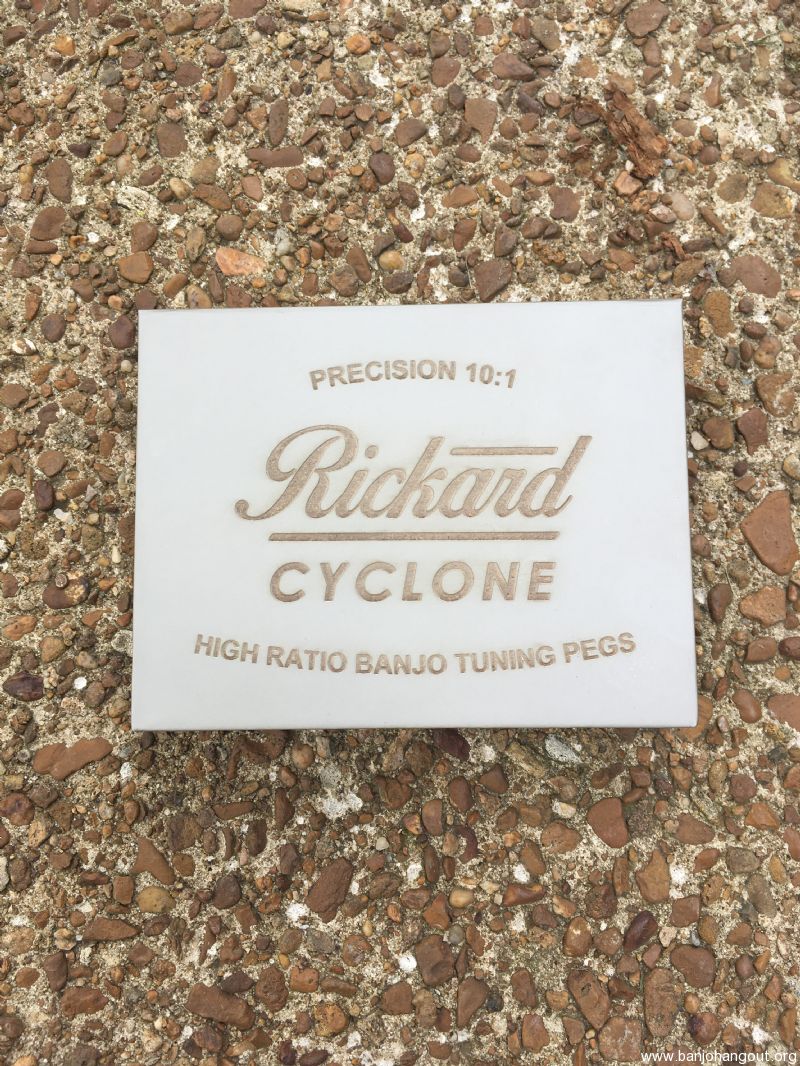 PRECISION 10:1
Rickard
CYCLONE
HIGH RATIO BANJO TUNING PEGS
www.banjohangout.org